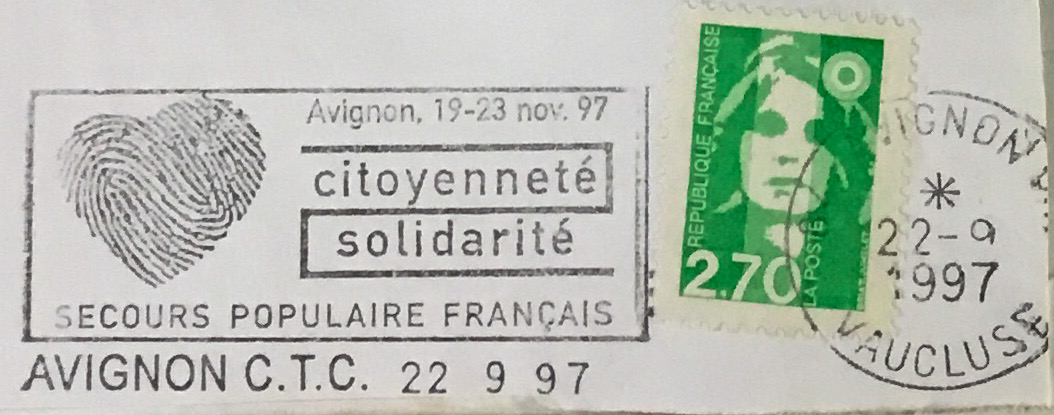 Avignon, 19-23 nov. 97
citoyenneté
solidarité
SECOURS POPULAIRE FRANÇAIS
AVIGNON C.T.C. 22 9 97
RÉPUBLIQUE FRANÇAISE
2,70
LA POSTE
VIGNON
*
22-9
1997
VAUCLUSE